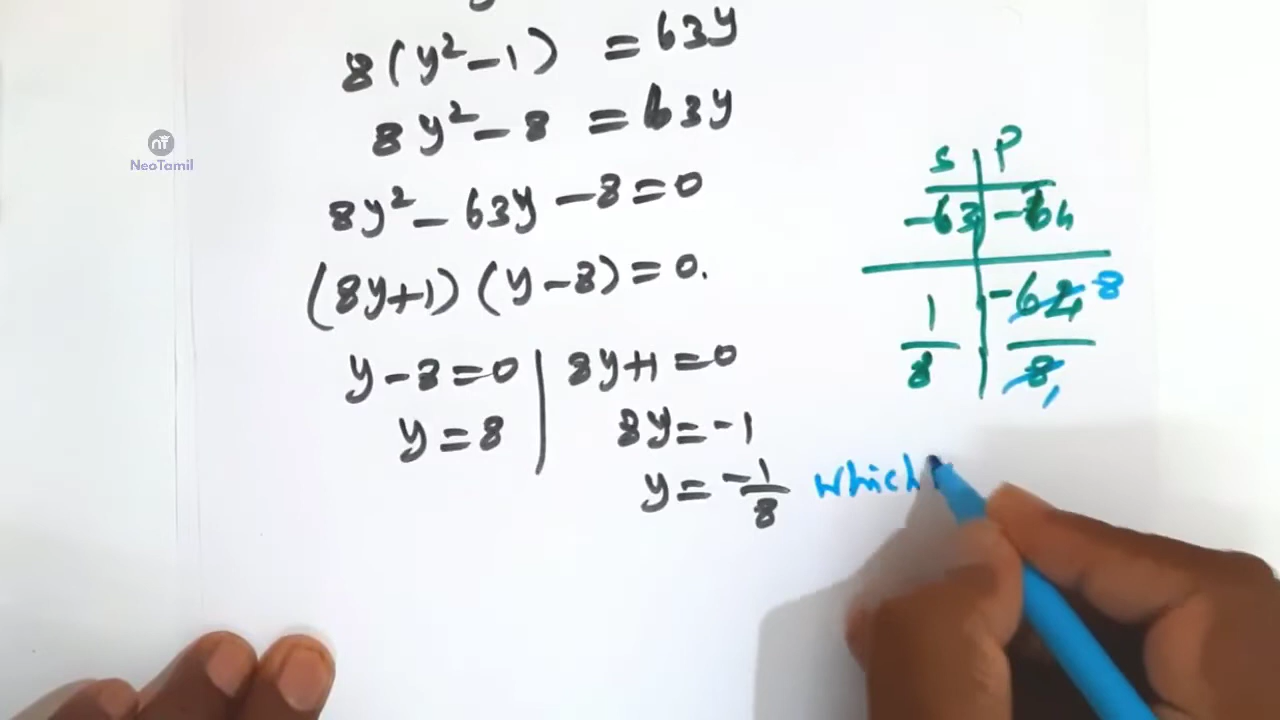 8(y² - 1) = 63y
8y² - 8 = 63y
8y² - 63y - 8 = 0
(8y+1) (y-8) = 0.
y - 8 = 0 | 8y+1 = 0
y = 8 | 8y = -1
y = -1/8 which
S | P
-63 | -64
1/8 | -64/8 -8
1
NeoTamil